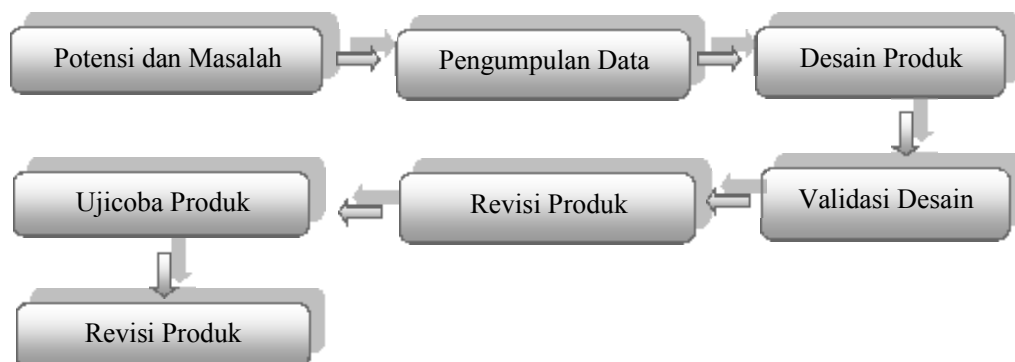 Potensi dan Masalah
Pengumpulan Data
Desain Produk
Validasi Desain
Revisi Produk
Ujicoba Produk
Revisi Produk